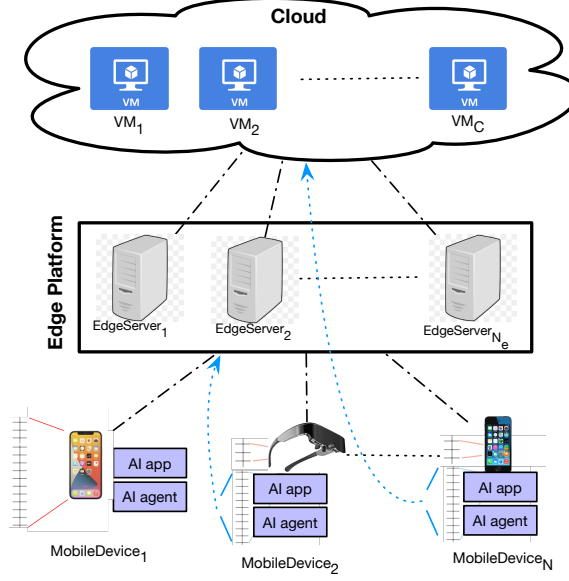 Cloud
VM VM VM
VM1 VM2 VMC
Edge Platform
EdgeServer1 EdgeServer2 EdgeServerNe
AI app AI app AI app
AI agent AI agent AI agent
MobileDevice1 MobileDevice2 MobileDeviceN